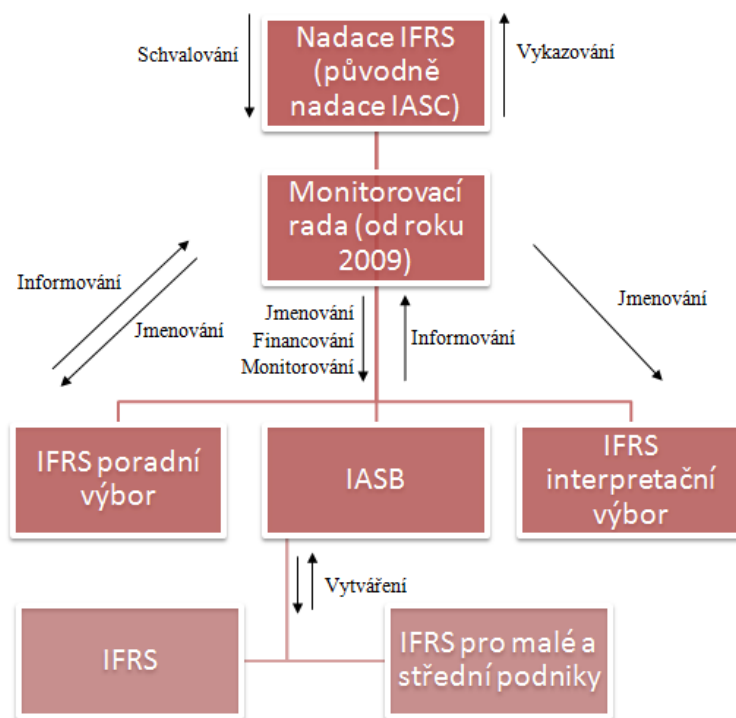 Schvalování
Nadace IFRS
(původně
nadace IASC)
Vykazování
Monitorovací
rada (od roku
2009)
Informování
Jmenování
Jmenování
Financování
Monitorování
Informování
Jmenování
IFRS poradní
výbor
IASB
IFRS
interpretační
výbor
Vytváření
IFRS
IFRS pro malé a
střední podniky